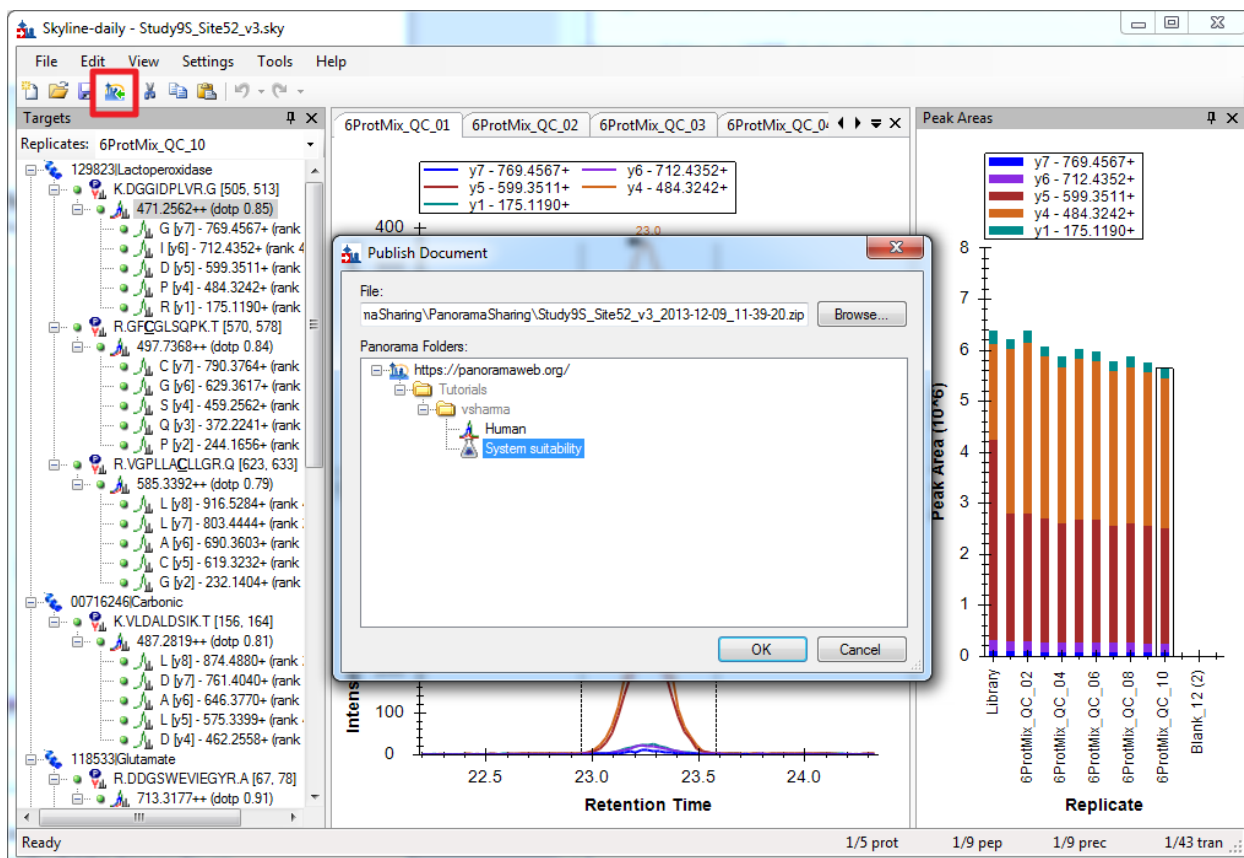 Skyline-daily - Study9S_Site52_v3.sky
File Edit View Settings Tools Help
Targets
Replicates: 6ProtMix_QC_10
129823|Lactoperoxidase
K.DGGIDPLVR.G [505, 513]
471.2562++ (dotp 0.85)
G [y7] - 769.4567+ (rank
I [y6] - 712.4352+ (rank 4
D [y5] - 599.3511+ (rank
P [y4] - 484.3242+ (rank
R [y1] - 175.1190+ (rank
R.GFCGLSQPK.T [570, 578]
497.7368++ (dotp 0.84)
C [y7] - 790.3764+ (rank
G [y6] - 629.3617+ (rank
S [y4] - 459.2562+ (rank
Q [y3] - 372.2241+ (rank
P [y2] - 244.1656+ (rank
R.VGPLLACLLGR.Q [623, 633]
585.3392++ (dotp 0.79)
L [y8] - 916.5284+ (rank
L [y7] - 803.4444+ (rank
A [y6] - 690.3603+ (rank
C [y5] - 619.3232+ (rank
G [y2] - 232.1404+ (rank
00716246|Carbonic
K.VLDALDSIK.T [156, 164]
487.2819++ (dotp 0.81)
L [y8] - 874.4880+ (rank
D [y7] - 761.4040+ (rank
A [y6] - 646.3770+ (rank
L [y5] - 575.3399+ (rank
D [y4] - 462.2558+ (rank
118533|Glutamate
R.DDGSWEVIEGYR.A [67, 78]
713.3177++ (dotp 0.91)
6ProtMix_QC_01 6ProtMix_QC_02 6ProtMix_QC_03 6ProtMix_QC_04
y7 - 769.4567+ y6 - 712.4352+
y5 - 599.3511+ y4 - 484.3242+
y1 - 175.1190+
400
23.0
100
0
22.5 23.0 23.5 24.0
Retention Time
Publish Document
File:
maSharing\PanoramaSharing\Study9S_Site52_v3_2013-12-09_11-39-20.zip Browse...
Panorama Folders:
https://panoramaweb.org/
Tutorials
vsharma
Human
System suitability
OK Cancel
Peak Areas
y7 - 769.4567+
y6 - 712.4352+
y5 - 599.3511+
y4 - 484.3242+
y1 - 175.1190+
Peak Area (10^6)
8
7
6
5
4
3
2
1
0
Library
6ProtMix_QC_02
6ProtMix_QC_04
6ProtMix_QC_06
6ProtMix_QC_08
6ProtMix_QC_10
Blank_12 (2)
Replicate
Ready 1/5 prot 1/9 pep 1/9 prec 1/43 tran